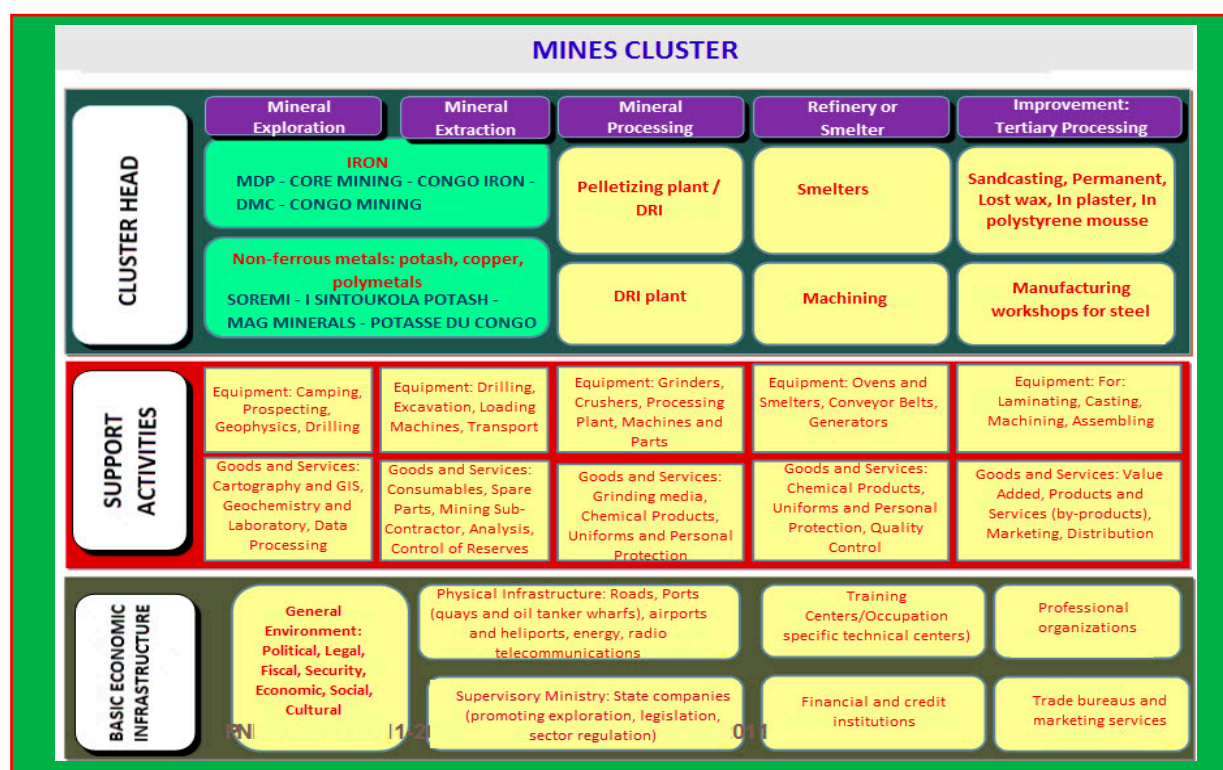 MINES CLUSTER
CLUSTER HEAD
Mineral
Exploration
Mineral
Extraction
Mineral
Processing
Refinery or
Smelter
Improvement:
Tertiary Processing
IRON
MDP - CORE MINING - CONGO IRON -
DMC - CONGO MINING
Pelletizing plant /
DRI
Smelters
Sandcasting, Permanent,
Lost wax, In plaster, In
polystyrene mousse
Non-ferrous metals: potash, copper,
polymetals
SOREMI - I SINTOUKOLA POTASH -
MAG MINERALS - POTASSE DU CONGO
DRI plant
Machining
Manufacturing
workshops for steel
SUPPORT
ACTIVITIES
Equipment: Camping,
Prospecting,
Geophysics, Drilling
Equipment: Drilling,
Excavation, Loading
Machines, Transport
Equipment: Grinders,
Crushers, Processing
Plant, Machines and
Parts
Equipment: Ovens and
Smelters, Conveyor Belts,
Generators
Equipment: For:
Laminating, Casting,
Machining, Assembling
Goods and Services:
Cartography and GIS,
Geochemistry and
Laboratory, Data
Processing
Goods and Services:
Consumables, Spare
Parts, Mining Sub-
Contractor, Analysis,
Control of Reserves
Goods and Services:
Grinding media,
Chemical Products,
Uniforms and Personal
Protection
Goods and Services:
Chemical Products,
Uniforms and Personal
Protection, Quality
Control
Goods and Services: Value
Added, Products and
Services (by-products),
Marketing, Distribution
BASIC ECONOMIC
INFRASTRUCTURE
General
Environment:
Political, Legal,
Fiscal, Security,
Economic, Social,
Cultural
Physical Infrastructure: Roads, Ports
(quays and oil tanker wharfs), airports
and heliports, energy, radio
telecommunications
Training
Centers/Occupation
specific technical centers)
Professional
organizations
Supervisory Ministry: State companies
(promoting exploration, legislation,
sector regulation)
Financial and credit
institutions
Trade bureaus and
marketing services